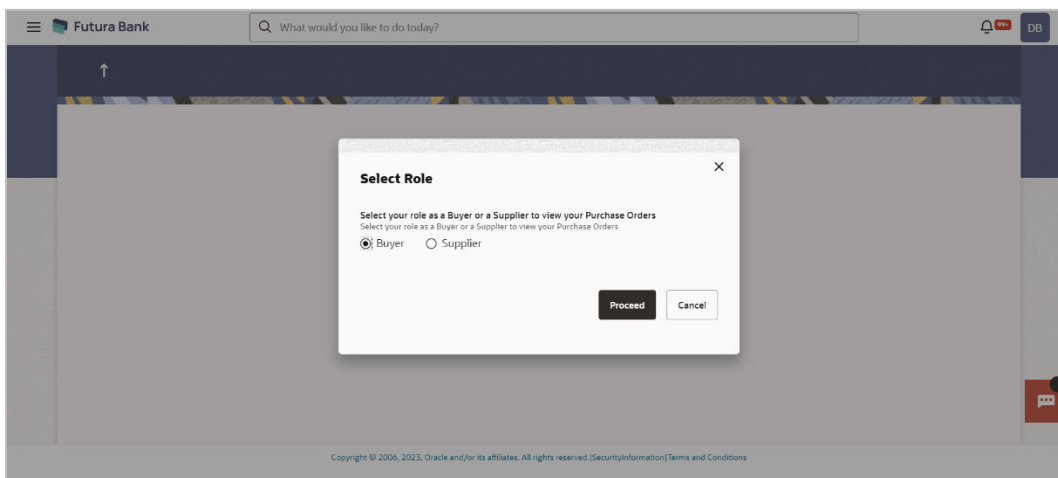 Futura Bank
What would you like to do today?
99+
DB
Select Role
Select your role as a Buyer or a Supplier to view your Purchase Orders
Select your role as a Buyer or a Supplier to view your Purchase Orders
Buyer Supplier
Proceed Cancel
Copyright © 2006, 2023, Oracle and/or its affiliates. All rights reserved.|SecurityInformation|Terms and Conditions